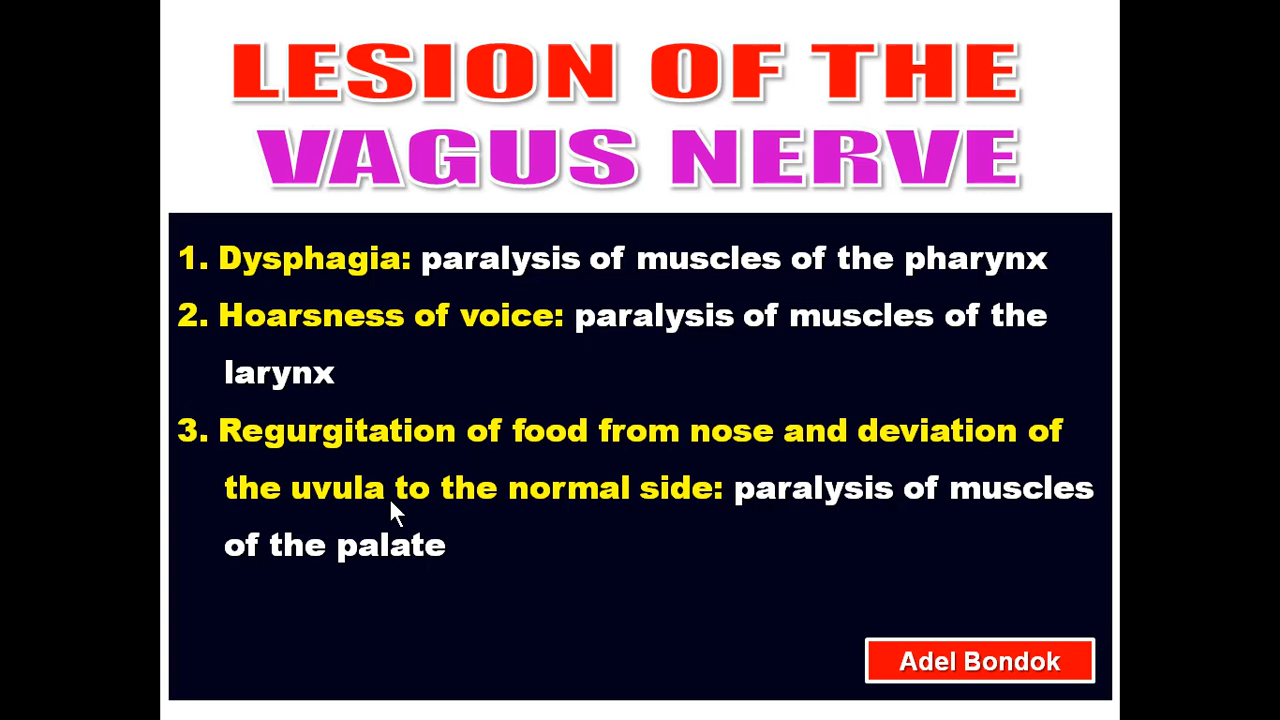 LESION OF THE
VAGUS NERVE
1. Dysphagia: paralysis of muscles of the pharynx
2. Hoarsness of voice: paralysis of muscles of the
larynx
3. Regurgitation of food from nose and deviation of
the uvula to the normal side: paralysis of muscles
of the palate
Adel Bondok